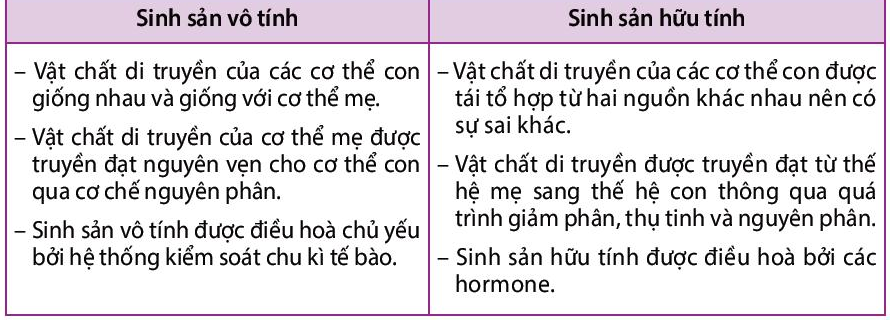 Sinh sản vô tính
– Vật chất di truyền của các cơ thể con
giống nhau và giống với cơ thể mẹ.
– Vật chất di truyền của cơ thể mẹ được
truyền đạt nguyên vẹn cho cơ thể con
qua cơ chế nguyên phân.
– Sinh sản vô tính được điều hoà chủ yếu
bởi hệ thống kiểm soát chu kì tế bào.
Sinh sản hữu tính
– Vật chất di truyền của các cơ thể con được
tái tổ hợp từ hai nguồn khác nhau nên có
sự sai khác.
– Vật chất di truyền được truyền đạt từ thế
hệ mẹ sang thế hệ con thông qua quá
trình giảm phân, thụ tinh và nguyên phân.
– Sinh sản hữu tính được điều hoà bởi các
hormone.